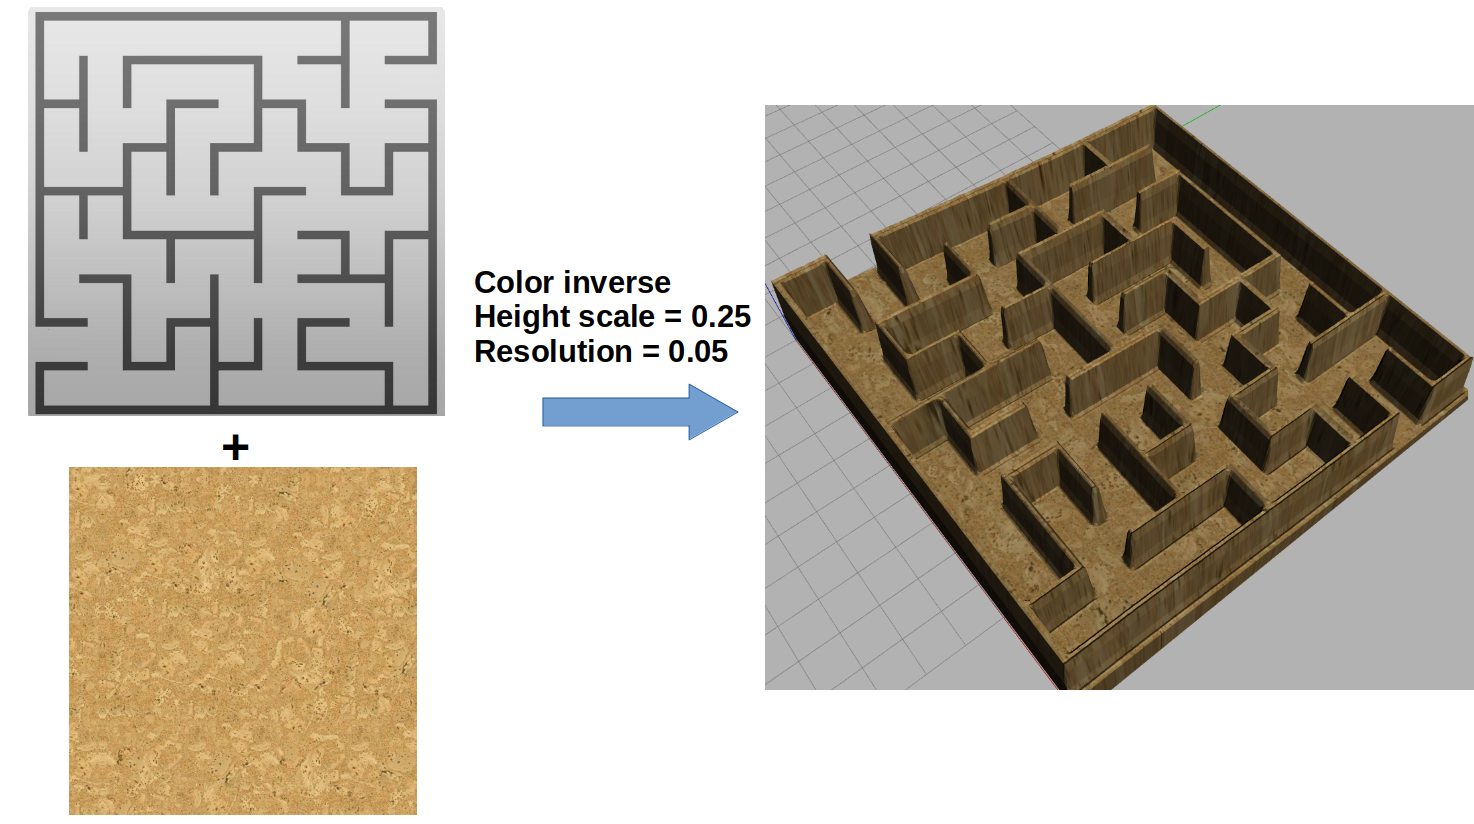 Color inverse
Height scale = 0.25
Resolution = 0.05
+